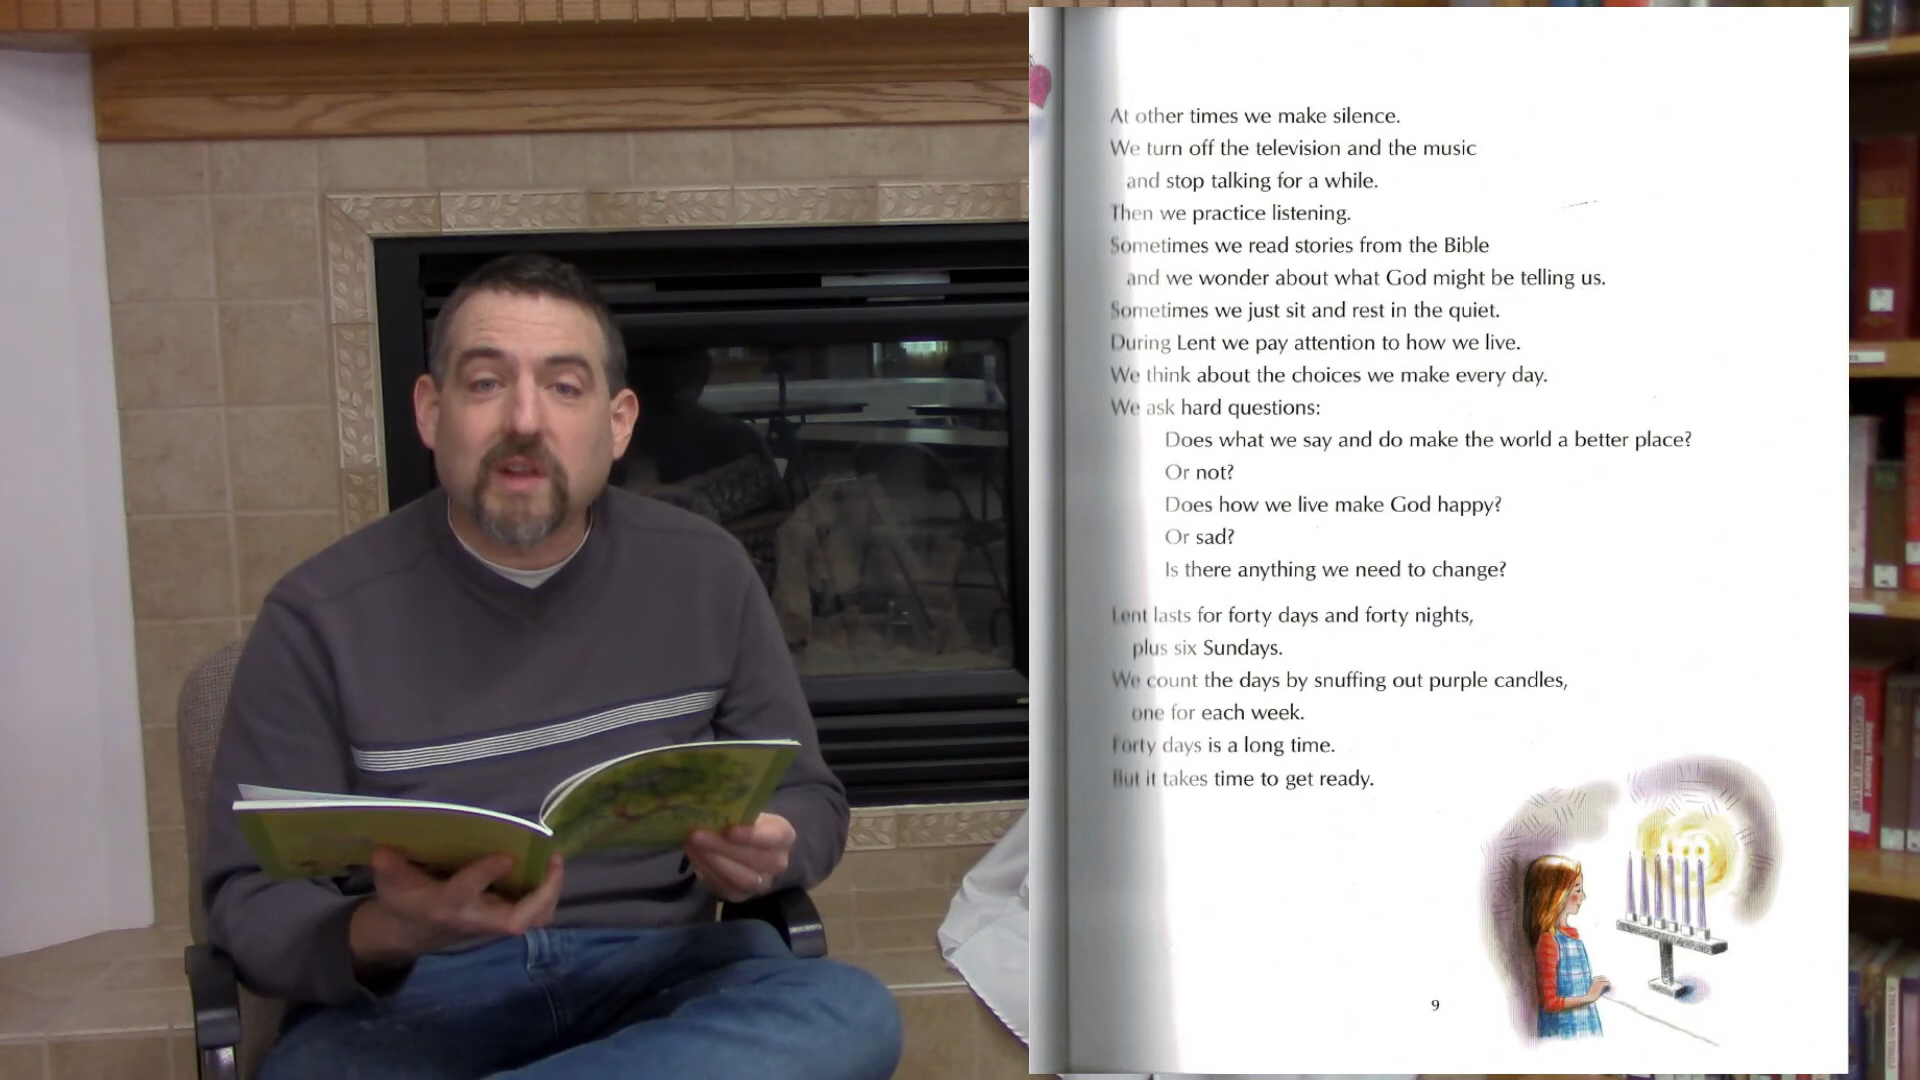 At other times we make silence.
We turn off the television and the music
and stop talking for a while.
Then we practice listening.
Sometimes we read stories from the Bible
and we wonder about what God might be telling us.
Sometimes we just sit and rest in the quiet.
During Lent we pay attention to how we live.
We think about the choices we make every day.
We ask hard questions:
Does what we say and do make the world a better place?
Or not?
Does how we live make God happy?
Or sad?
Is there anything we need to change?
Lent lasts for forty days and forty nights,
plus six Sundays.
We count the days by snuffing out purple candles,
one for each week.
Forty days is a long time.
But it takes time to get ready.
9